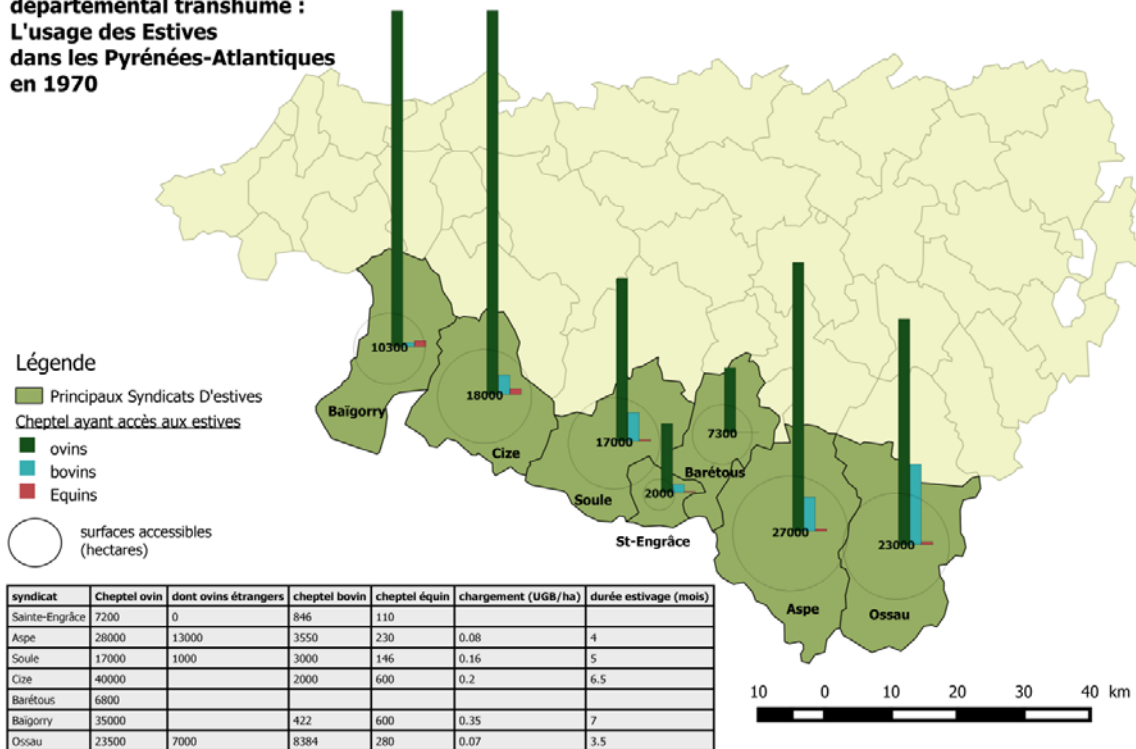 départemental transhume :
L'usage des Estives
dans les Pyrénées-Atlantiques
en 1970
10300
Baïgorry
18000
Cize
17000
Soule
2000
St-Engrâce
7300
Barétous
27000
Aspe
23000
Ossau
Légende
Principaux Syndicats D'estives
Cheptel ayant accès aux estives
ovins
bovins
Equins
surfaces accessibles
(hectares)
syndicat Cheptel ovin dont ovins étrangers cheptel bovin cheptel équin chargement (UGB/ha) durée estivage (mois)
Sainte-Engrâce 7200 0 846 110
Aspe 28000 13000 3550 230 0.08 4
Soule 17000 1000 3000 146 0.16 5
Cize 40000 2000 600 0.2 6.5
Barétous 6800
Baïgorry 35000 422 600 0.35 7
Ossau 23500 7000 8384 280 0.07 3.5
10 0 10 20 30 40 km